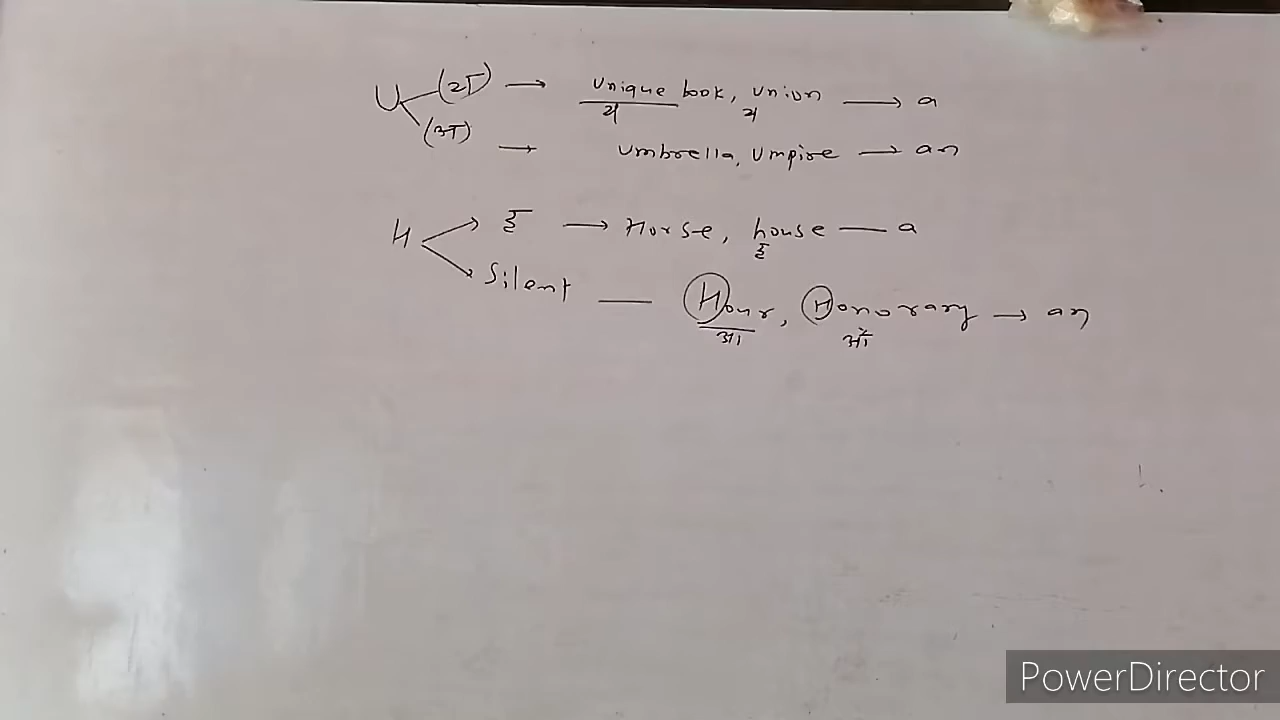 U (य) → unique book, union → a
य य
(अ) → umbrella, umpire → an
H → ह → Horse, house — a
ह
Silent — Hour, Honorary → an
आ ऑ
PowerDirector